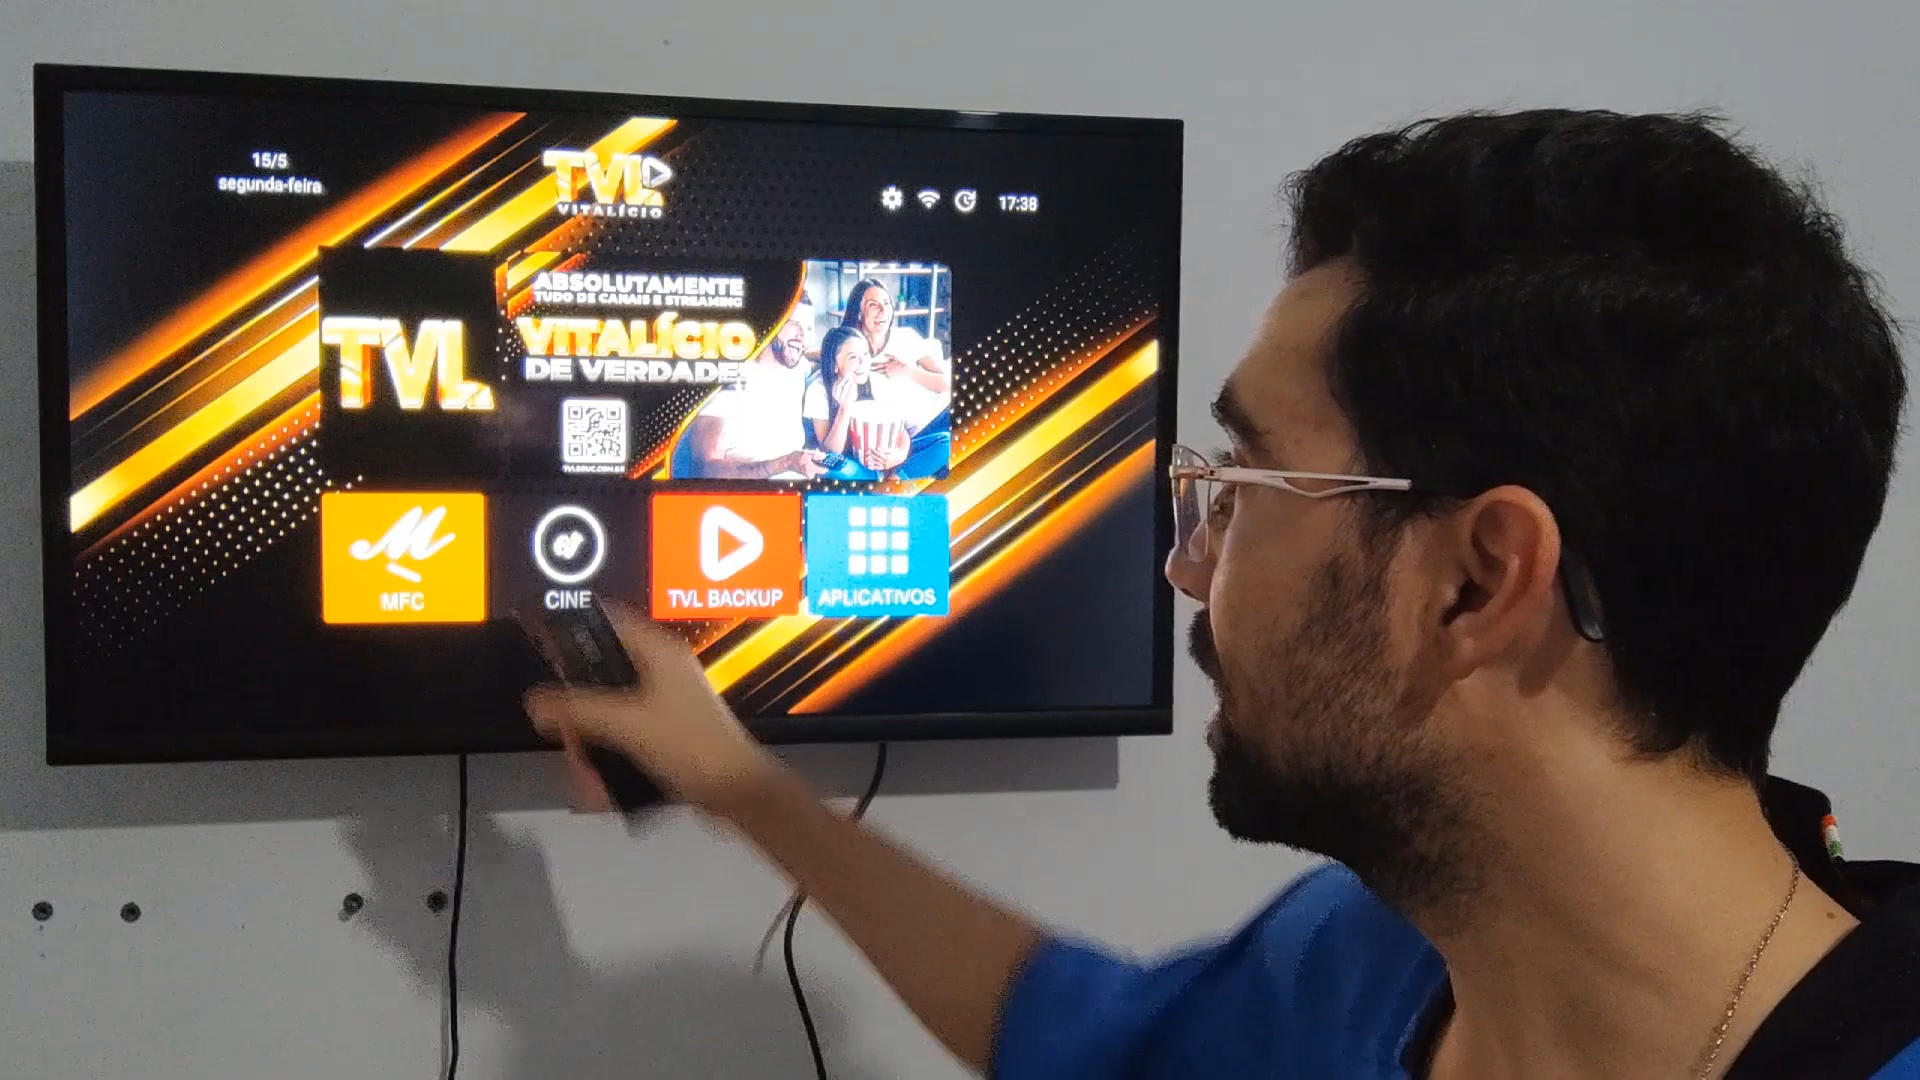 15/5
segunda-feira
TVL
VITALÍCIO
17:38
ABSOLUTAMENTE
TUDO DE CANAIS E STREAMING
VITALÍCIO
DE VERDADE
TVL
MFC
CINE
TVL BACKUP
APLICATIVOS